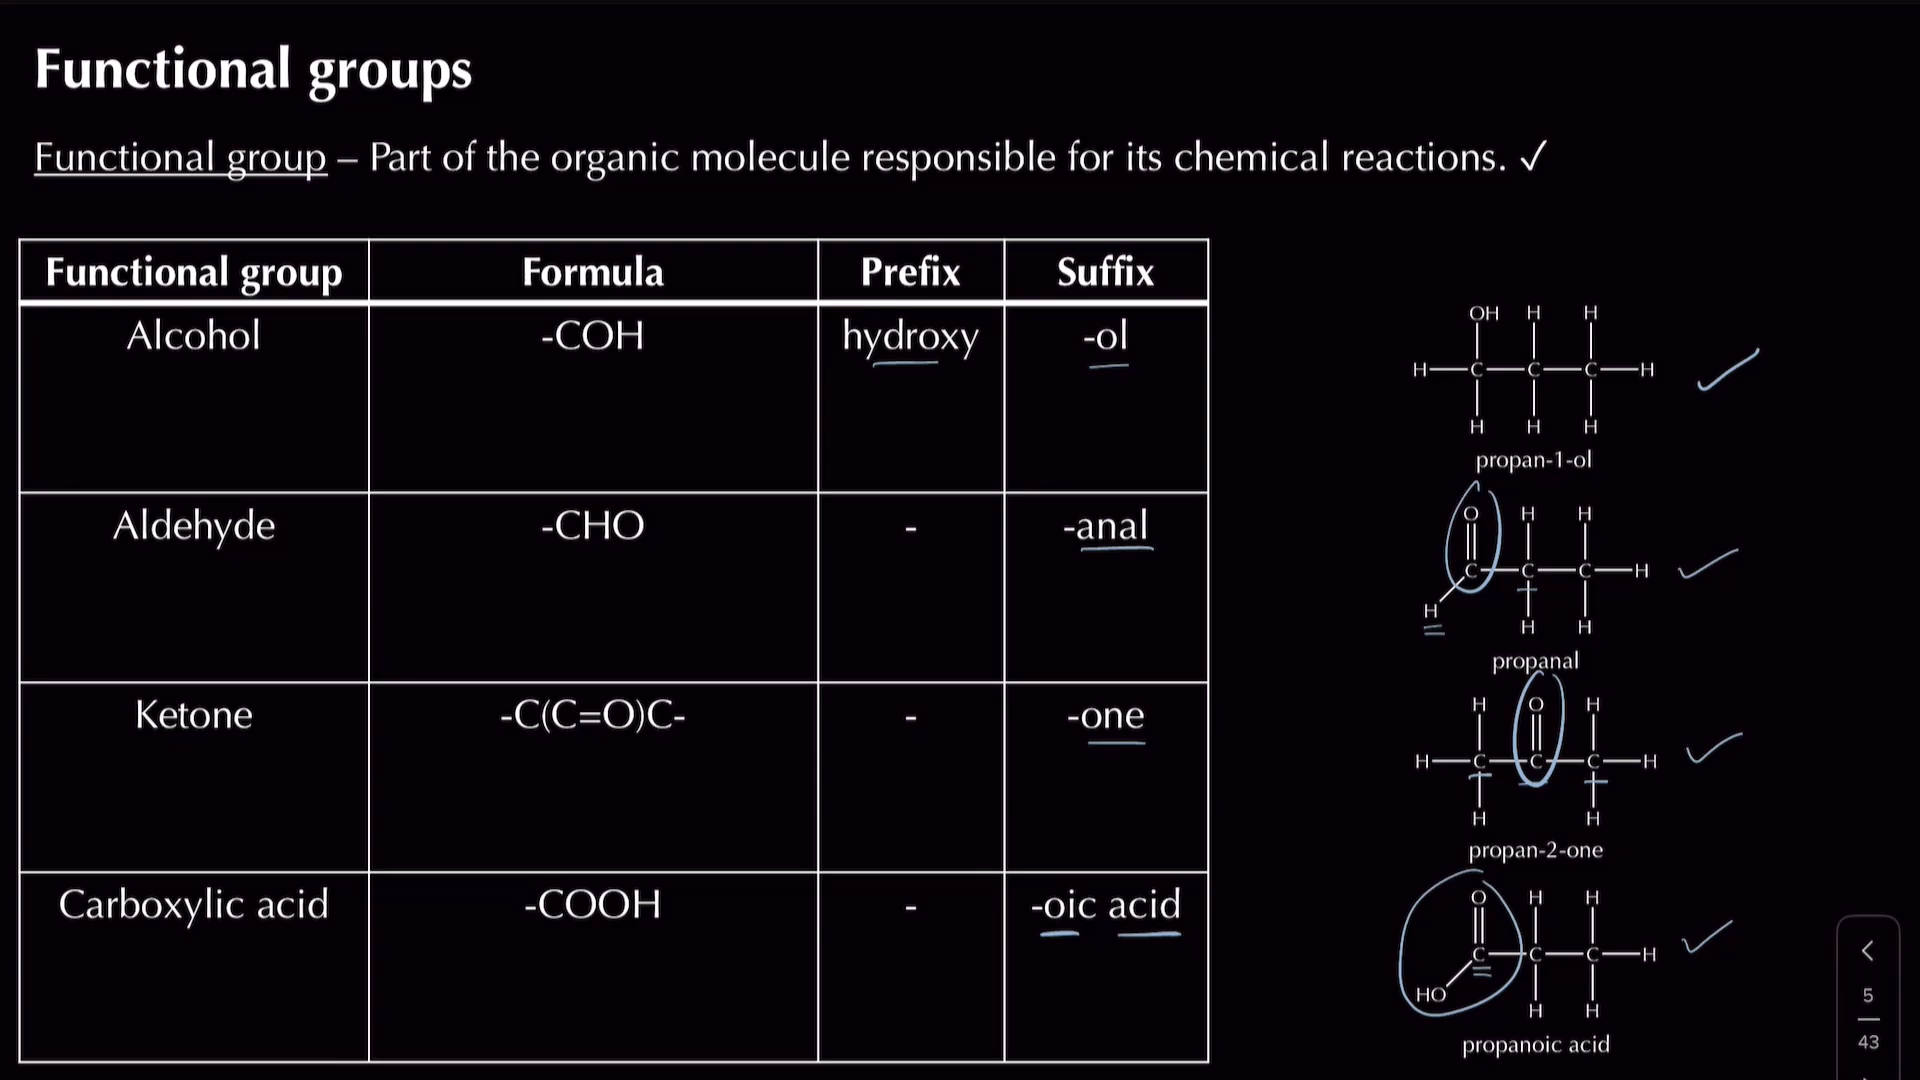 Functional groups
Functional group – Part of the organic molecule responsible for its chemical reactions. ✓
Functional group Formula Prefix Suffix
Alcohol -COH hydroxy -ol
Aldehyde -CHO - -anal
Ketone -C(C=O)C- - -one
Carboxylic acid -COOH - -oic acid
OH H H
H C C C H
H H H
propan-1-ol
O H H
C C C H
H
H H
propanal
H O H
H C C C H
H H
propan-2-one
O H H
C C C H
HO
H H
propanoic acid
<
5
43